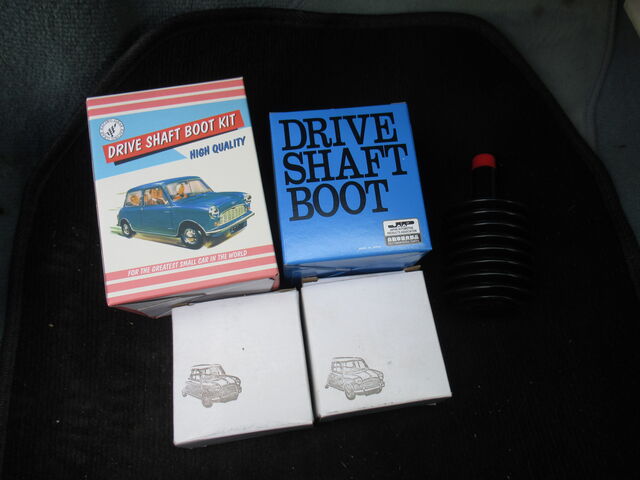 DRIVE SHAFT BOOT KIT
HIGH QUALITY
FOR THE GREATEST SMALL CAR IN THE WORLD
DRIVE
SHAFT
BOOT